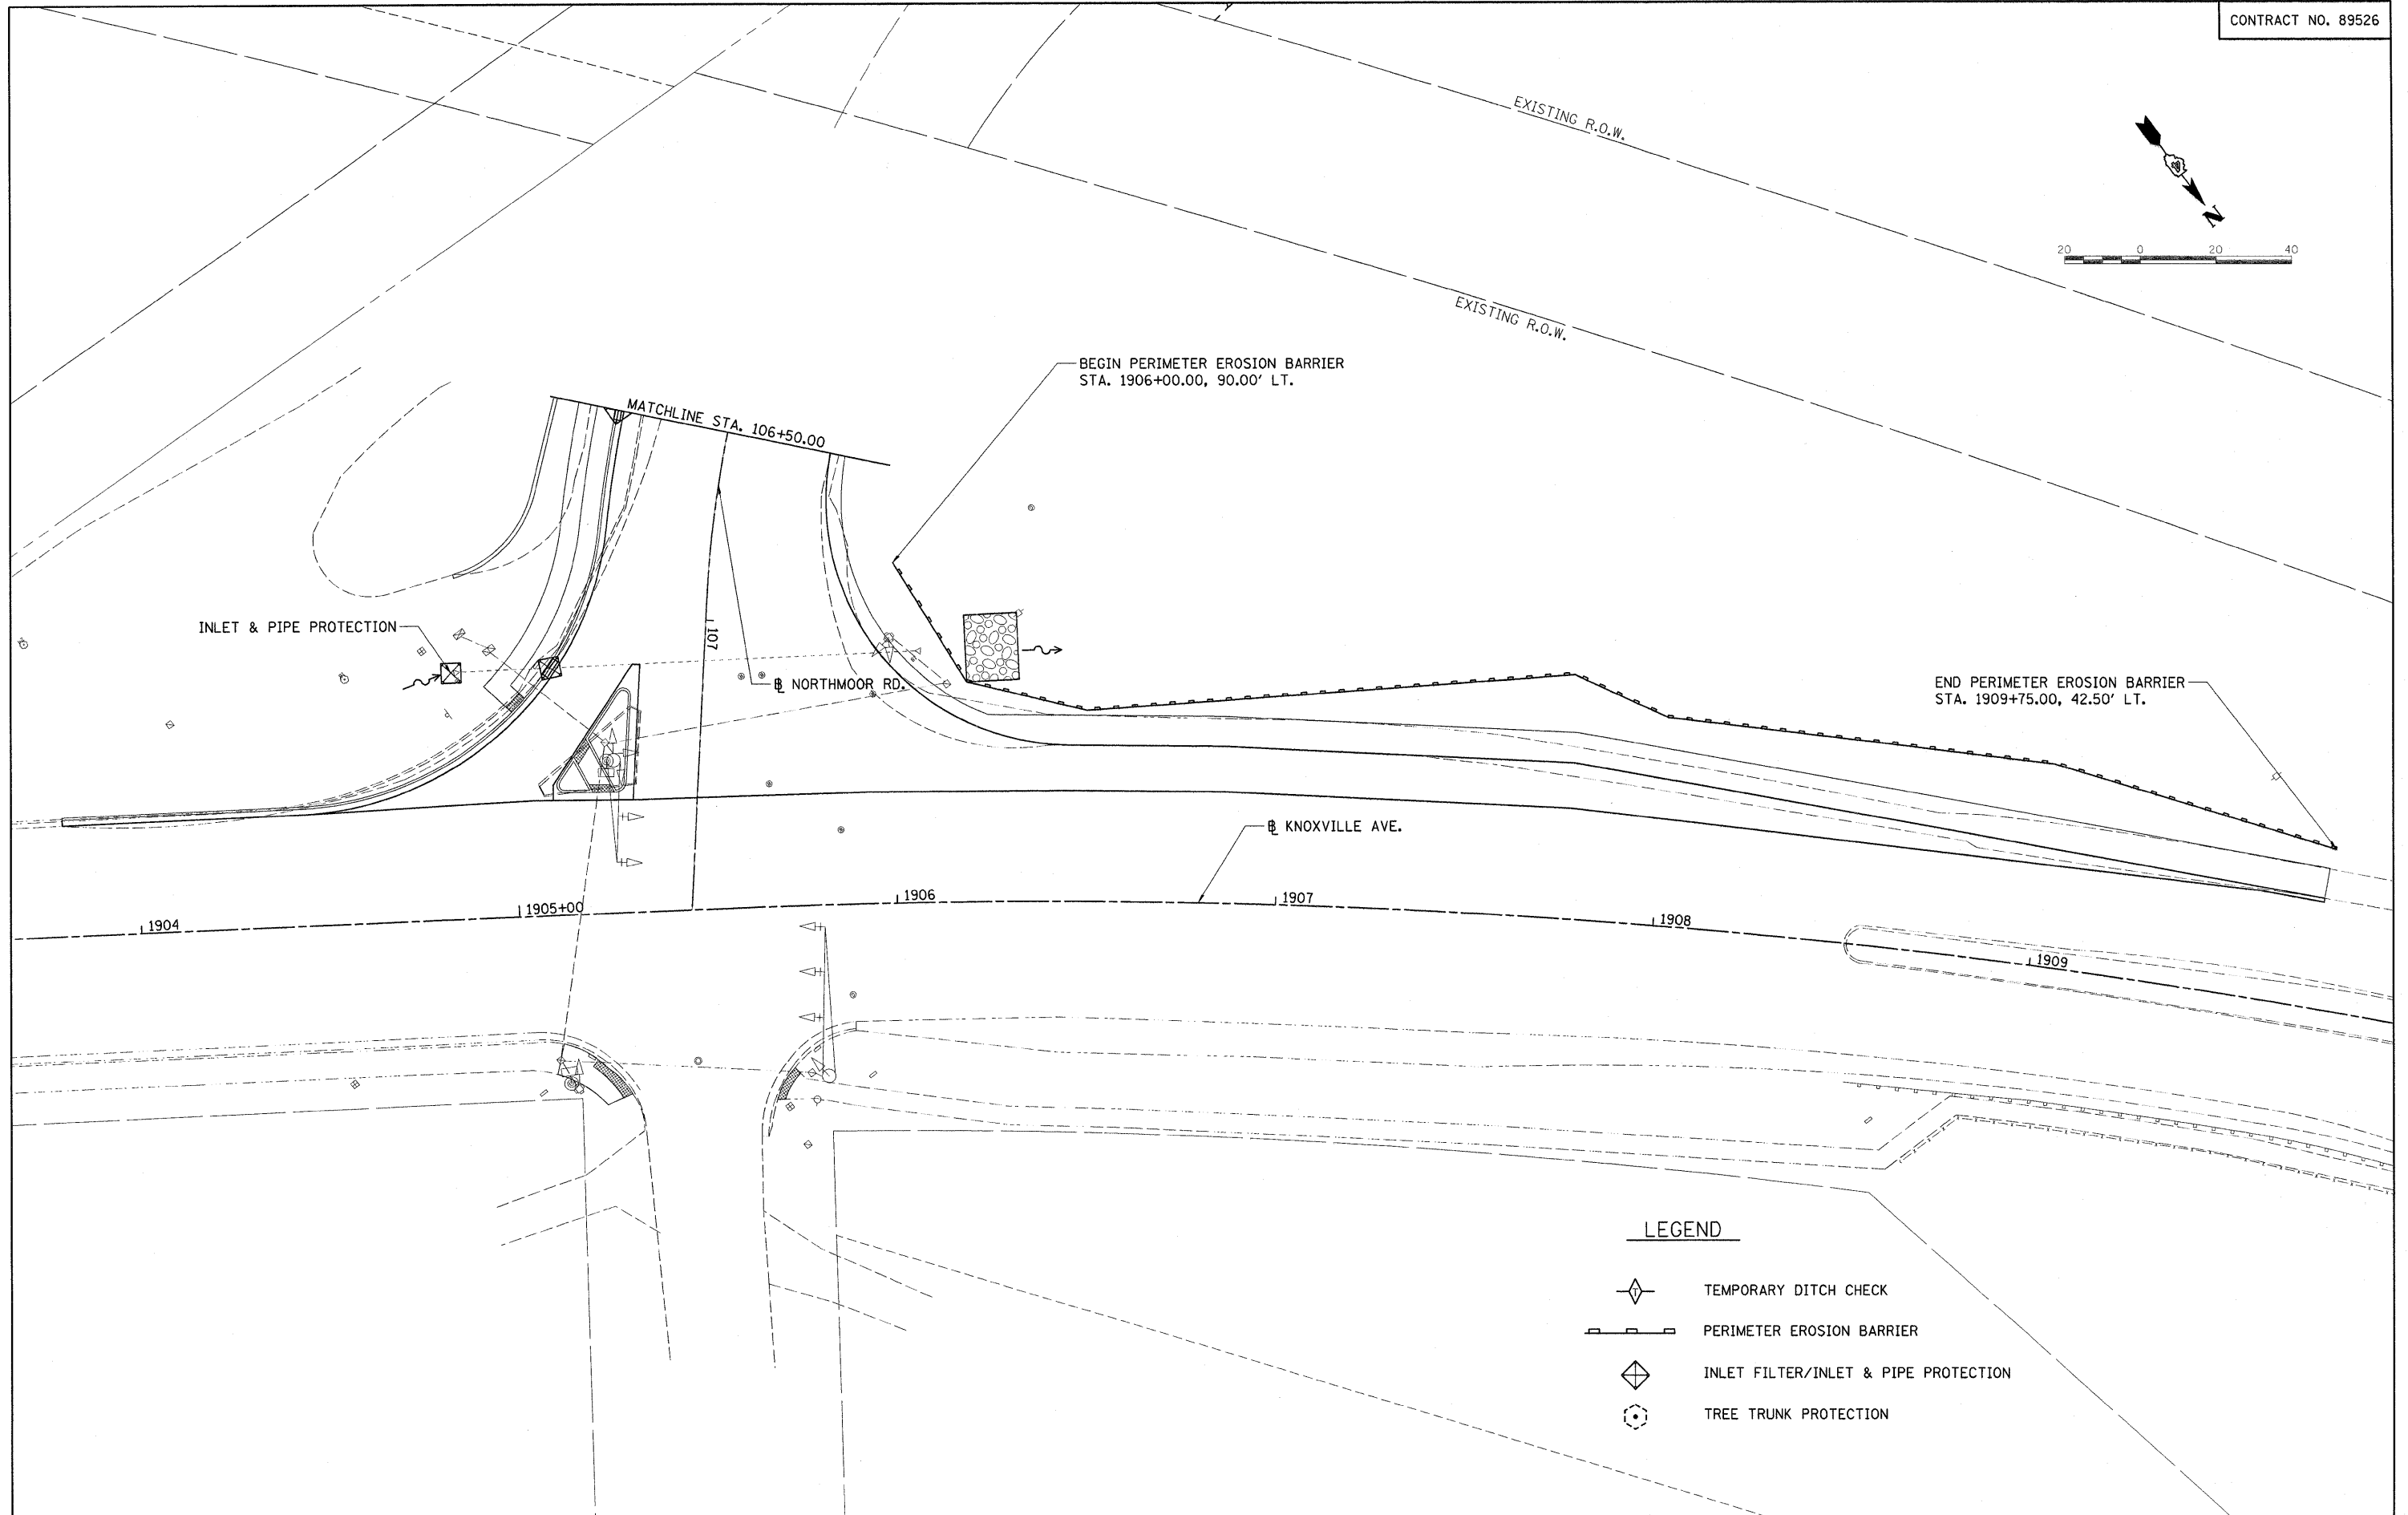 CONTRACT NO. 89526
EXISTING R.O.W.
N
20 0 20 40
EXISTING R.O.W.
BEGIN PERIMETER EROSION BARRIER
STA. 1906+00.00, 90.00' LT.
MATCHLINE STA. 106+50.00
INLET & PIPE PROTECTION
107
℄ NORTHMOOR RD.
END PERIMETER EROSION BARRIER
STA. 1909+75.00, 42.50' LT.
℄ KNOXVILLE AVE.
1904
1905+00
1906
1907
1908
1909
LEGEND
T
TEMPORARY DITCH CHECK
PERIMETER EROSION BARRIER
INLET FILTER/INLET & PIPE PROTECTION
TREE TRUNK PROTECTION